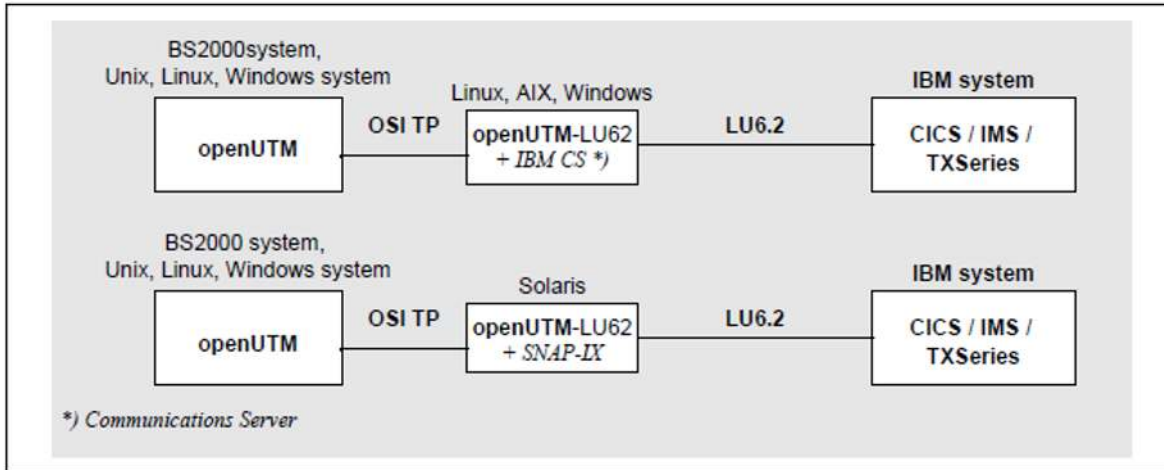 BS2000system,
Unix, Linux, Windows system
openUTM
OSI TP
Linux, AIX, Windows
openUTM-LU62
+ IBM CS *)
LU6.2
IBM system
CICS / IMS /
TXSeries
BS2000 system,
Unix, Linux, Windows system
openUTM
OSI TP
Solaris
openUTM-LU62
+ SNAP-IX
LU6.2
IBM system
CICS / IMS /
TXSeries
*) Communications Server